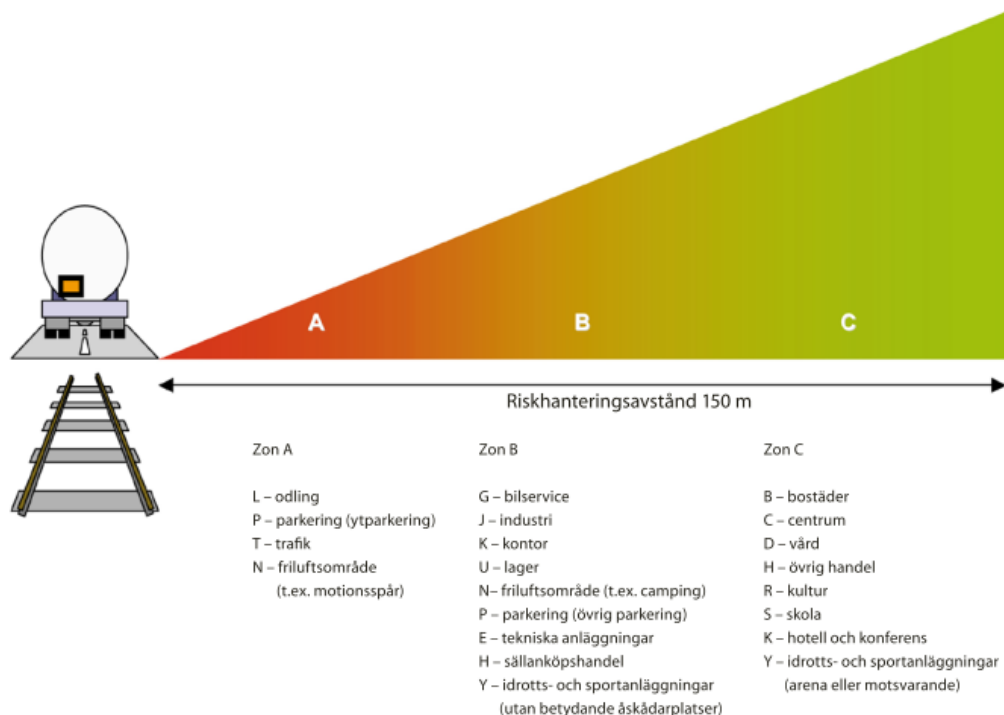 A
B
C
Riskhanteringsavstånd 150 m
Zon A
L – odling
P – parkering (ytparkering)
T – trafik
N – friluftsområde
(t.ex. motionsspår)
Zon B
G – bilservice
J – industri
K – kontor
U – lager
N– friluftsområde (t.ex. camping)
P – parkering (övrig parkering)
E – tekniska anläggningar
H – sällanköpshandel
Y – idrotts- och sportanläggningar
(utan betydande åskådarplatser)
Zon C
B – bostäder
C – centrum
D – vård
H – övrig handel
R – kultur
S – skola
K – hotell och konferens
Y – idrotts- och sportanläggningar
(arena eller motsvarande)